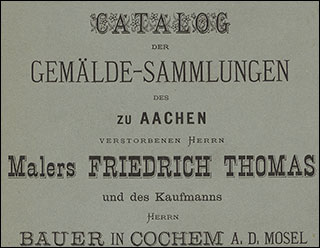 CATALOG
DER
GEMÄLDE-SAMMLUNGEN
DES
ZU AACHEN
VERSTORBENEN HERRN
Malers FRIEDRICH THOMAS
und des Kaufmanns
HERRN
BAUER IN COCHEM A. D. MOSEL